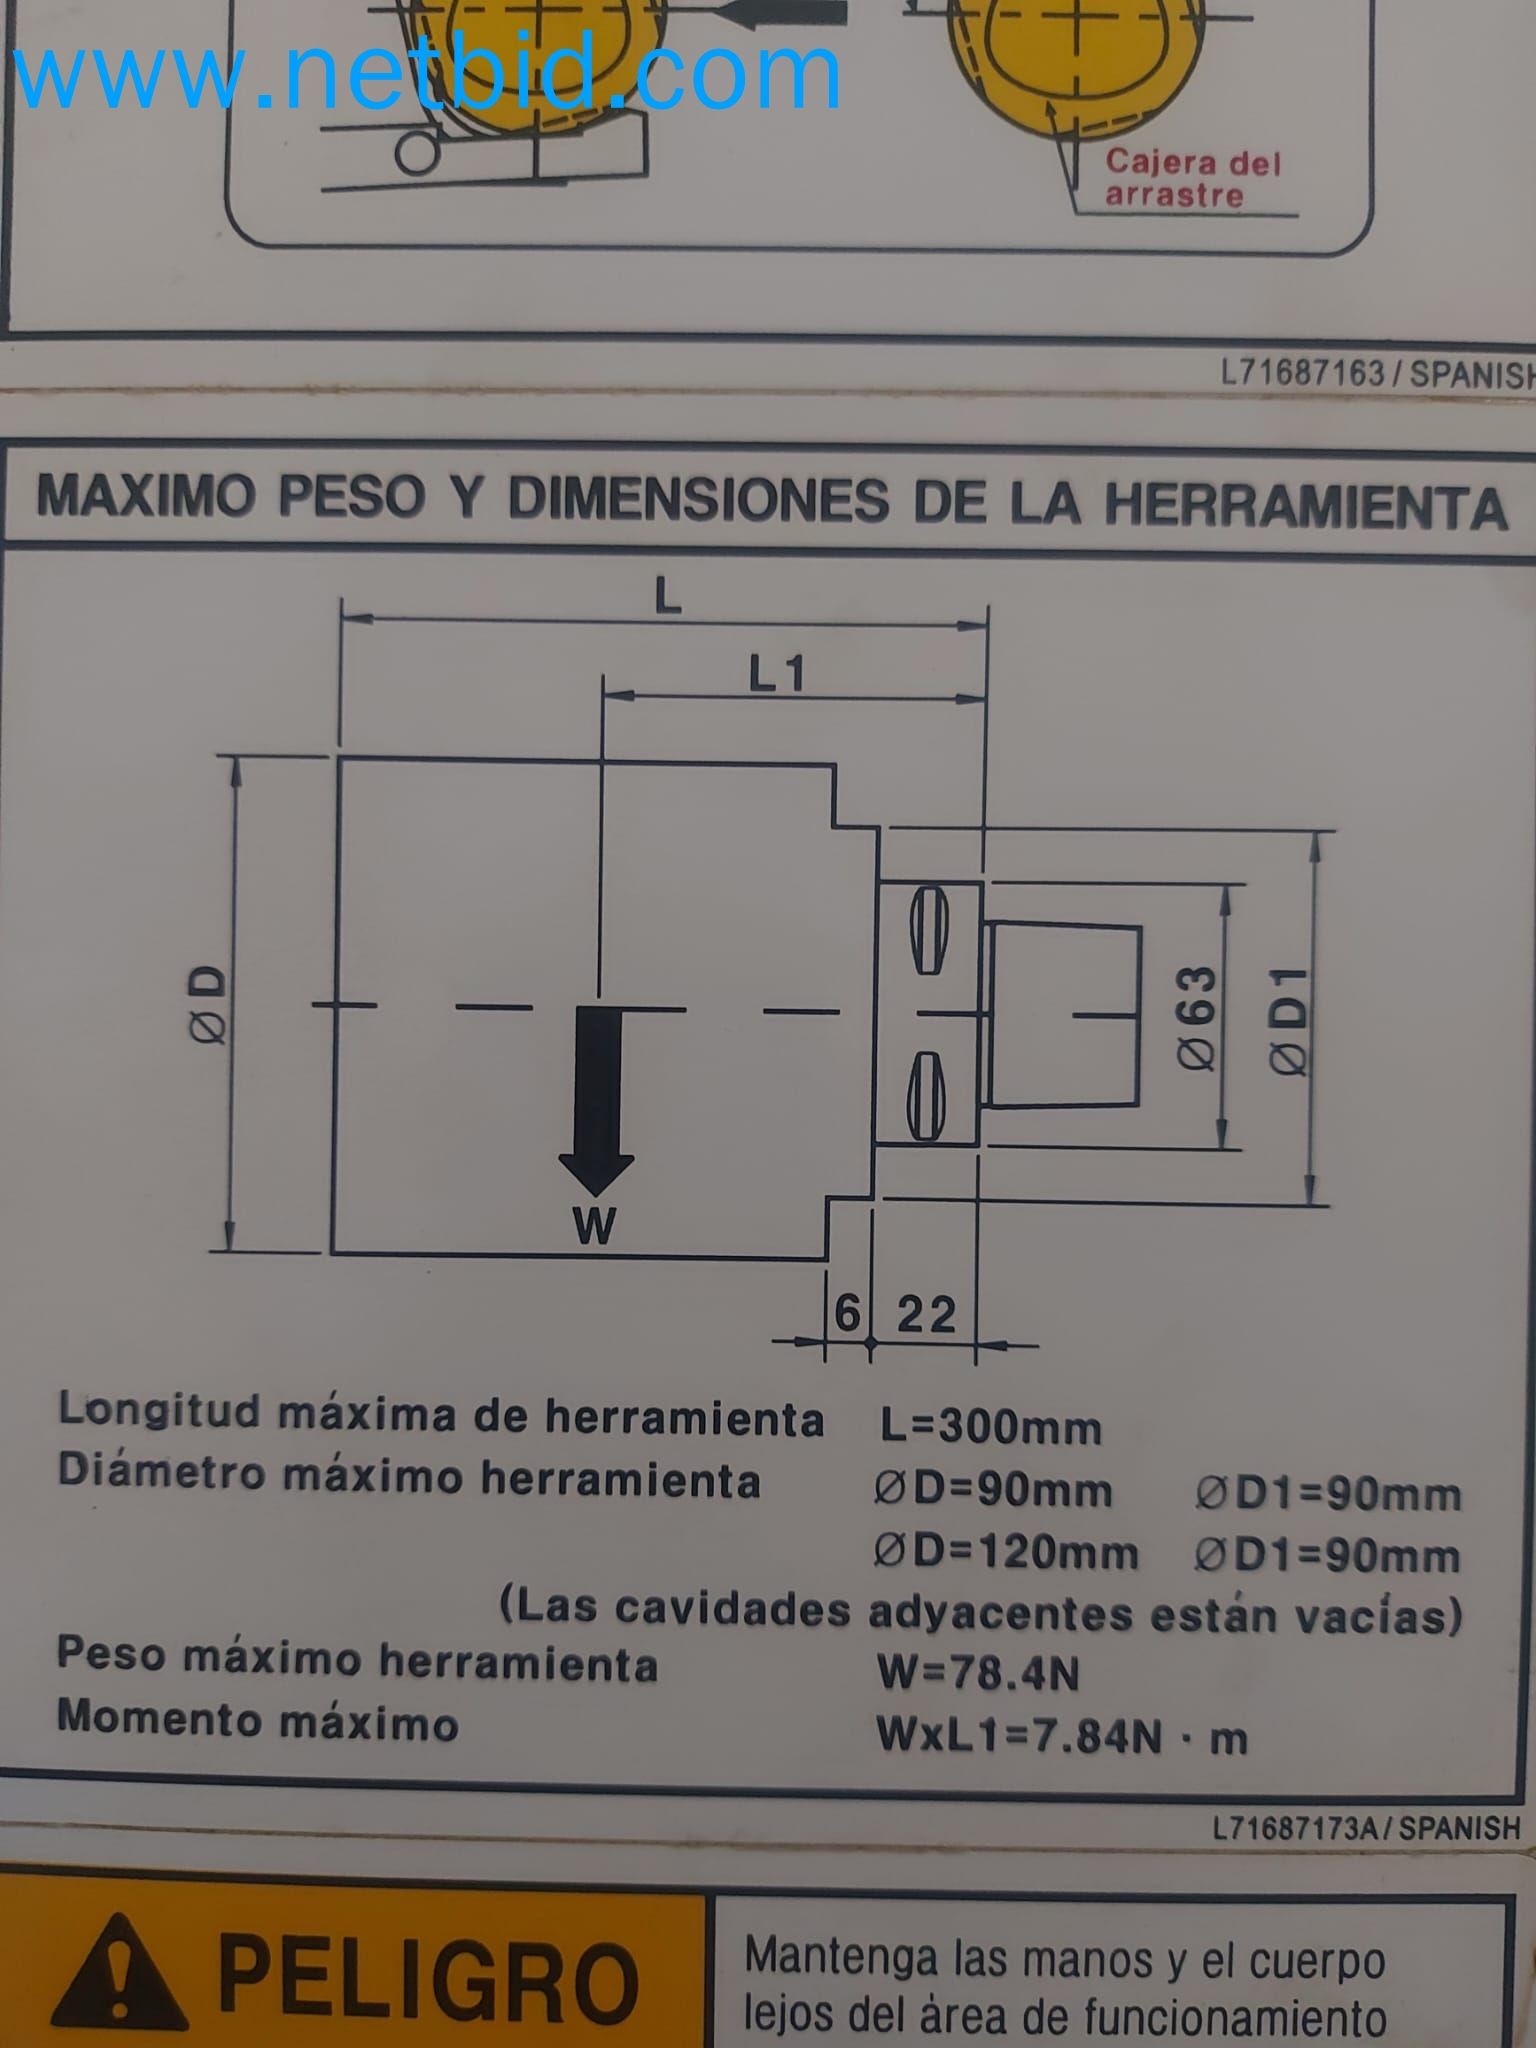 www.netbid.com
Cajera del
arrastre
L71687163 / SPANISH
MAXIMO PESO Y DIMENSIONES DE LA HERRAMIENTA
L
L1
ØD
Ø63
ØD1
W
6
22
Longitud máxima de herramienta L=300mm
Diámetro máximo herramienta ØD=90mm ØD1=90mm
ØD=120mm ØD1=90mm
(Las cavidades adyacentes están vacías)
Peso máximo herramienta W=78.4N
Momento máximo WxL1=7.84N · m
L71687173A / SPANISH
PELIGRO
Mantenga las manos y el cuerpo
lejos del área de funcionamiento